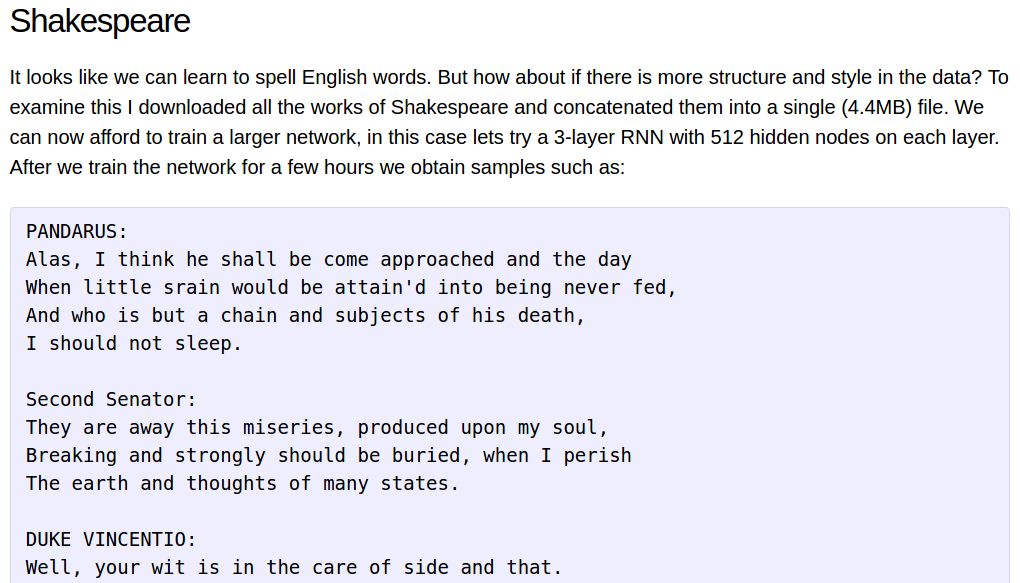 Shakespeare
It looks like we can learn to spell English words. But how about if there is more structure and style in the data? To
examine this I downloaded all the works of Shakespeare and concatenated them into a single (4.4MB) file. We
can now afford to train a larger network, in this case lets try a 3-layer RNN with 512 hidden nodes on each layer.
After we train the network for a few hours we obtain samples such as:
PANDARUS:
Alas, I think he shall be come approached and the day
When little srain would be attain'd into being never fed,
And who is but a chain and subjects of his death,
I should not sleep.
Second Senator:
They are away this miseries, produced upon my soul,
Breaking and strongly should be buried, when I perish
The earth and thoughts of many states.
DUKE VINCENTIO:
Well, your wit is in the care of side and that.